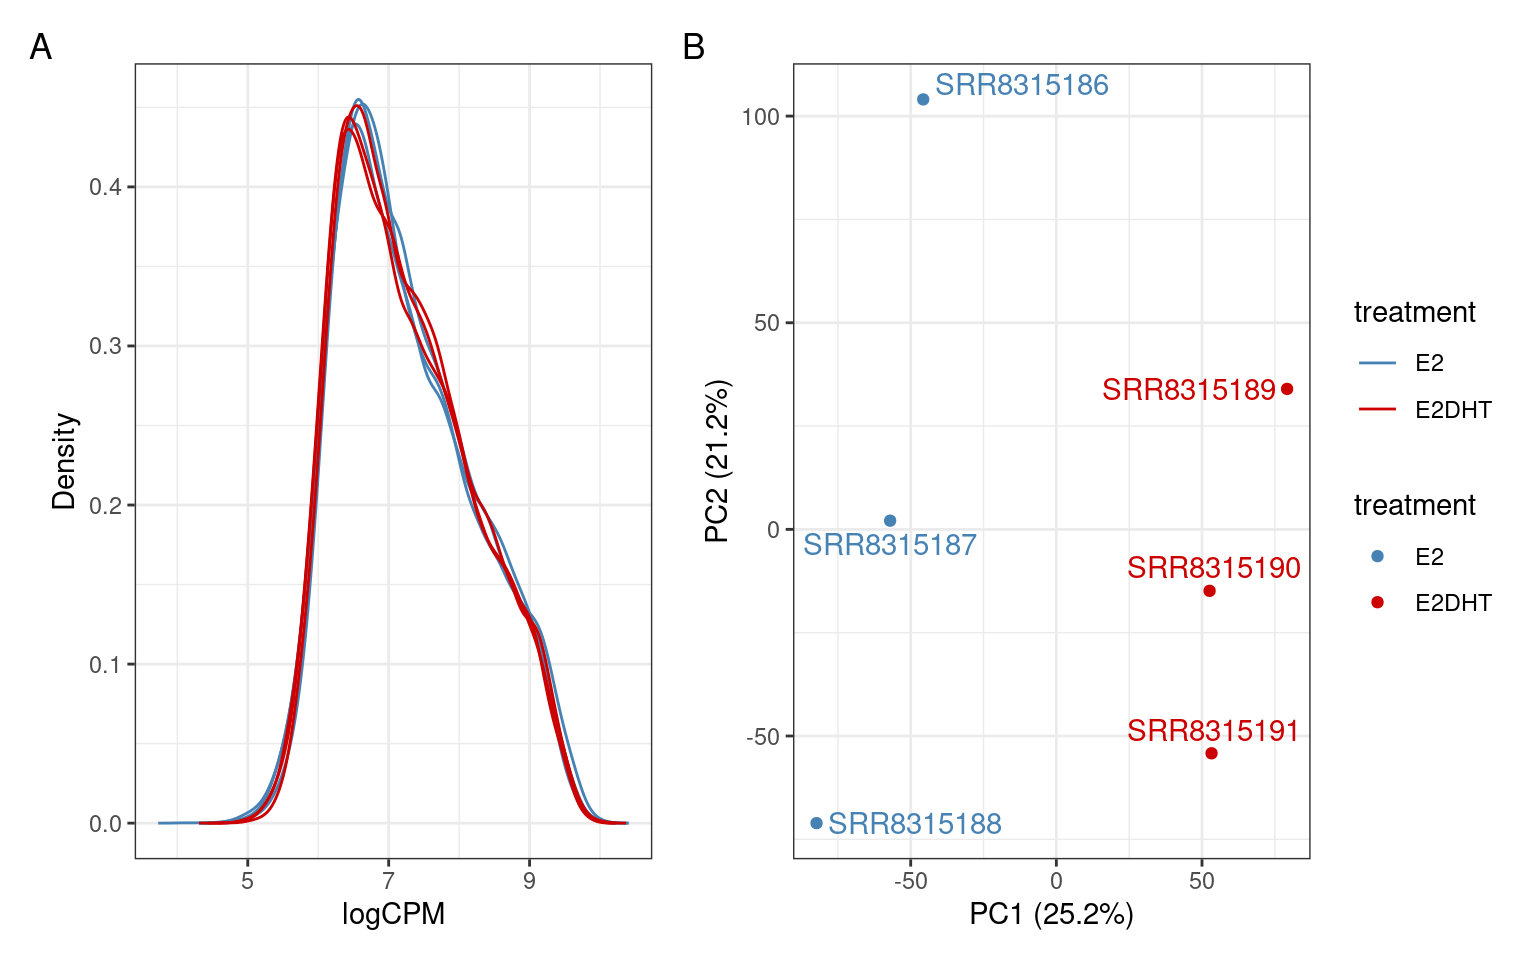 A
Density
0.4
0.3
0.2
0.1
0.0
5 7 9
logCPM
B
PC2 (21.2%)
100
50
0
-50
SRR8315186
SRR8315189
SRR8315187
SRR8315190
SRR8315191
SRR8315188
-50 0 50
PC1 (25.2%)
treatment
E2
E2DHT
treatment
E2
E2DHT